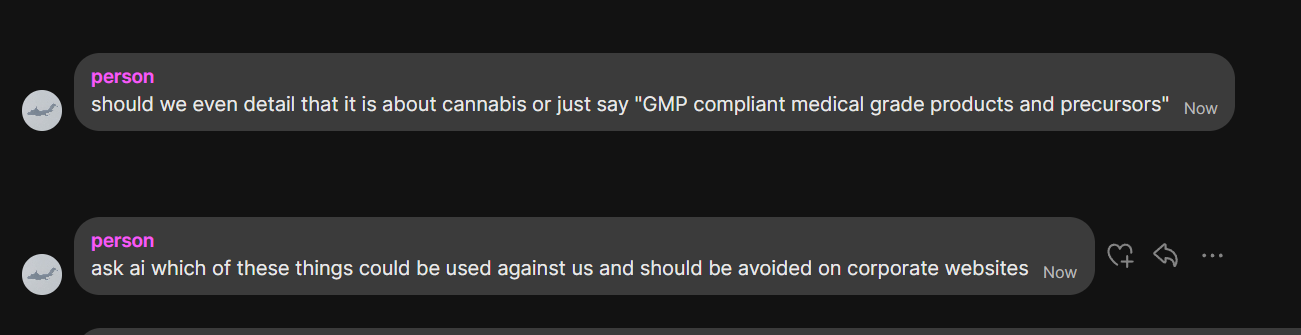 person
should we even detail that it is about cannabis or just say "GMP compliant medical grade products and precursors" Now
person
ask ai which of these things could be used against us and should be avoided on corporate websites Now